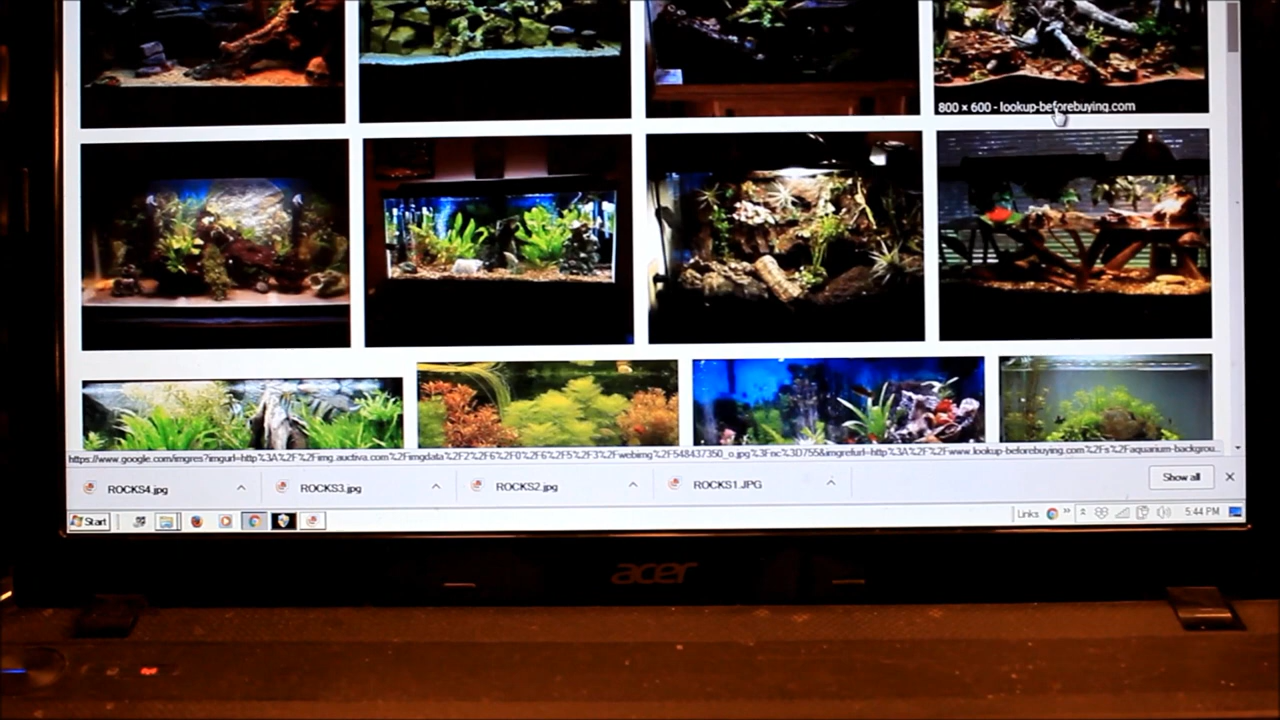 800 × 600 - lookup-beforebuying.com
https://www.google.com/imgres?imgurl=http%3A%2F%2Fimg.auctiva.com%2Fimgdata%2F2%2F6%2F0%2F6%2F5%2F3%2Fwebimg%2F548437350_o.jpg%3Fnc%3D755&imgrefurl=http%3A%2F%2Fwww.lookup-beforebuying.com%2Fs%2Faquarium-backgrou...
ROCKS4.jpg ROCKS3.jpg ROCKS2.jpg ROCKS1.JPG Show all
Start Links 5:44 PM
acer